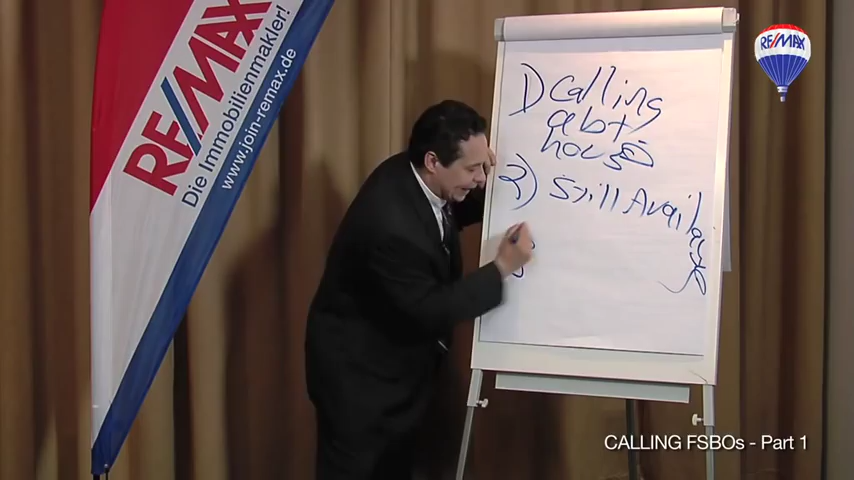 RE/MAX
Die Immobilienmakler!
www.join-remax.de
1) Calling
abt
house
2) Still Available
3
RE/MAX
CALLING FSBOs - Part 1